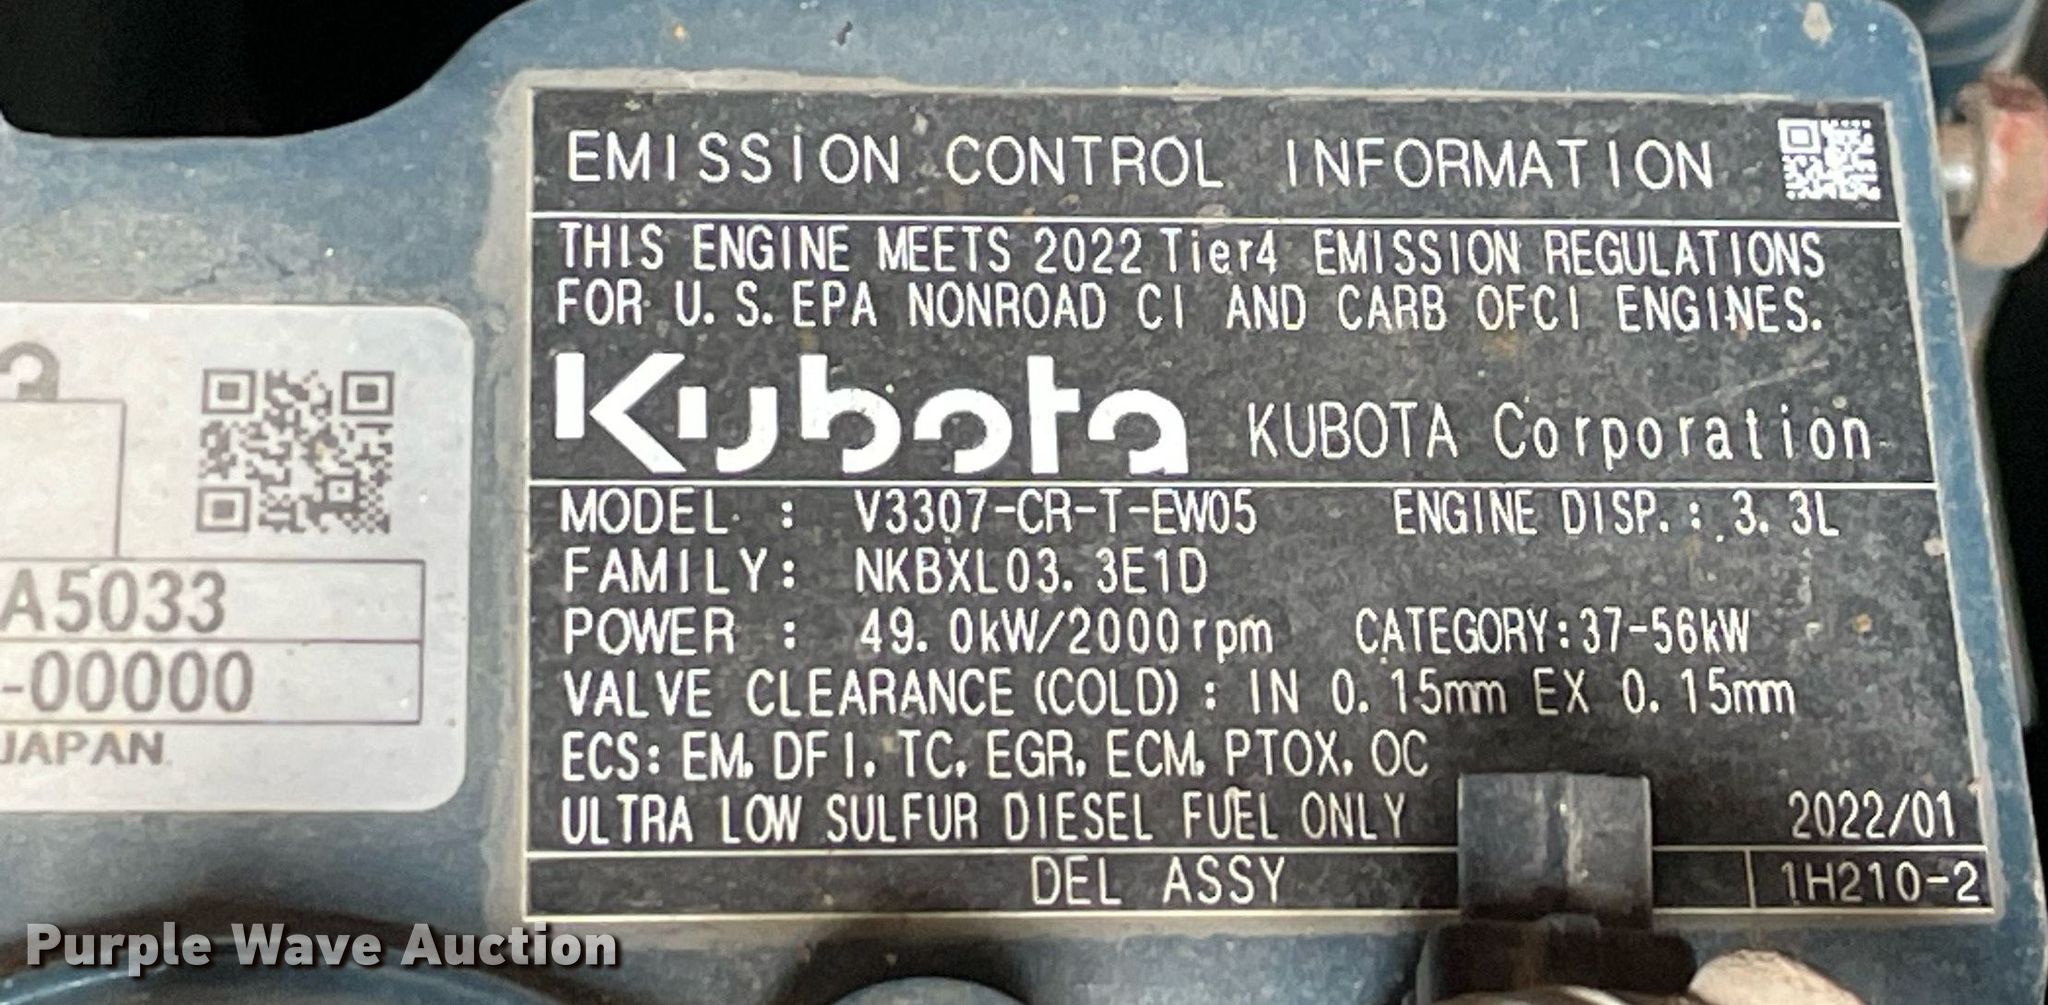 EMISSION CONTROL INFORMATION
THIS ENGINE MEETS 2022 Tier4 EMISSION REGULATIONS
FOR U.S.EPA NONROAD CI AND CARB OFCI ENGINES.
Kubota KUBOTA Corporation
MODEL : V3307-CR-T-EW05 ENGINE DISP.: 3.3L
FAMILY: NKBXL03.3E1D
POWER : 49.0kW/2000rpm CATEGORY:37-56kW
VALVE CLEARANCE (COLD) : IN 0.15mm EX 0.15mm
ECS: EM, DFI, TC, EGR, ECM, PTOX, OC
ULTRA LOW SULFUR DIESEL FUEL ONLY 2022/01
DEL ASSY 1H210-2
A5033
-00000
JAPAN
Purple Wave Auction